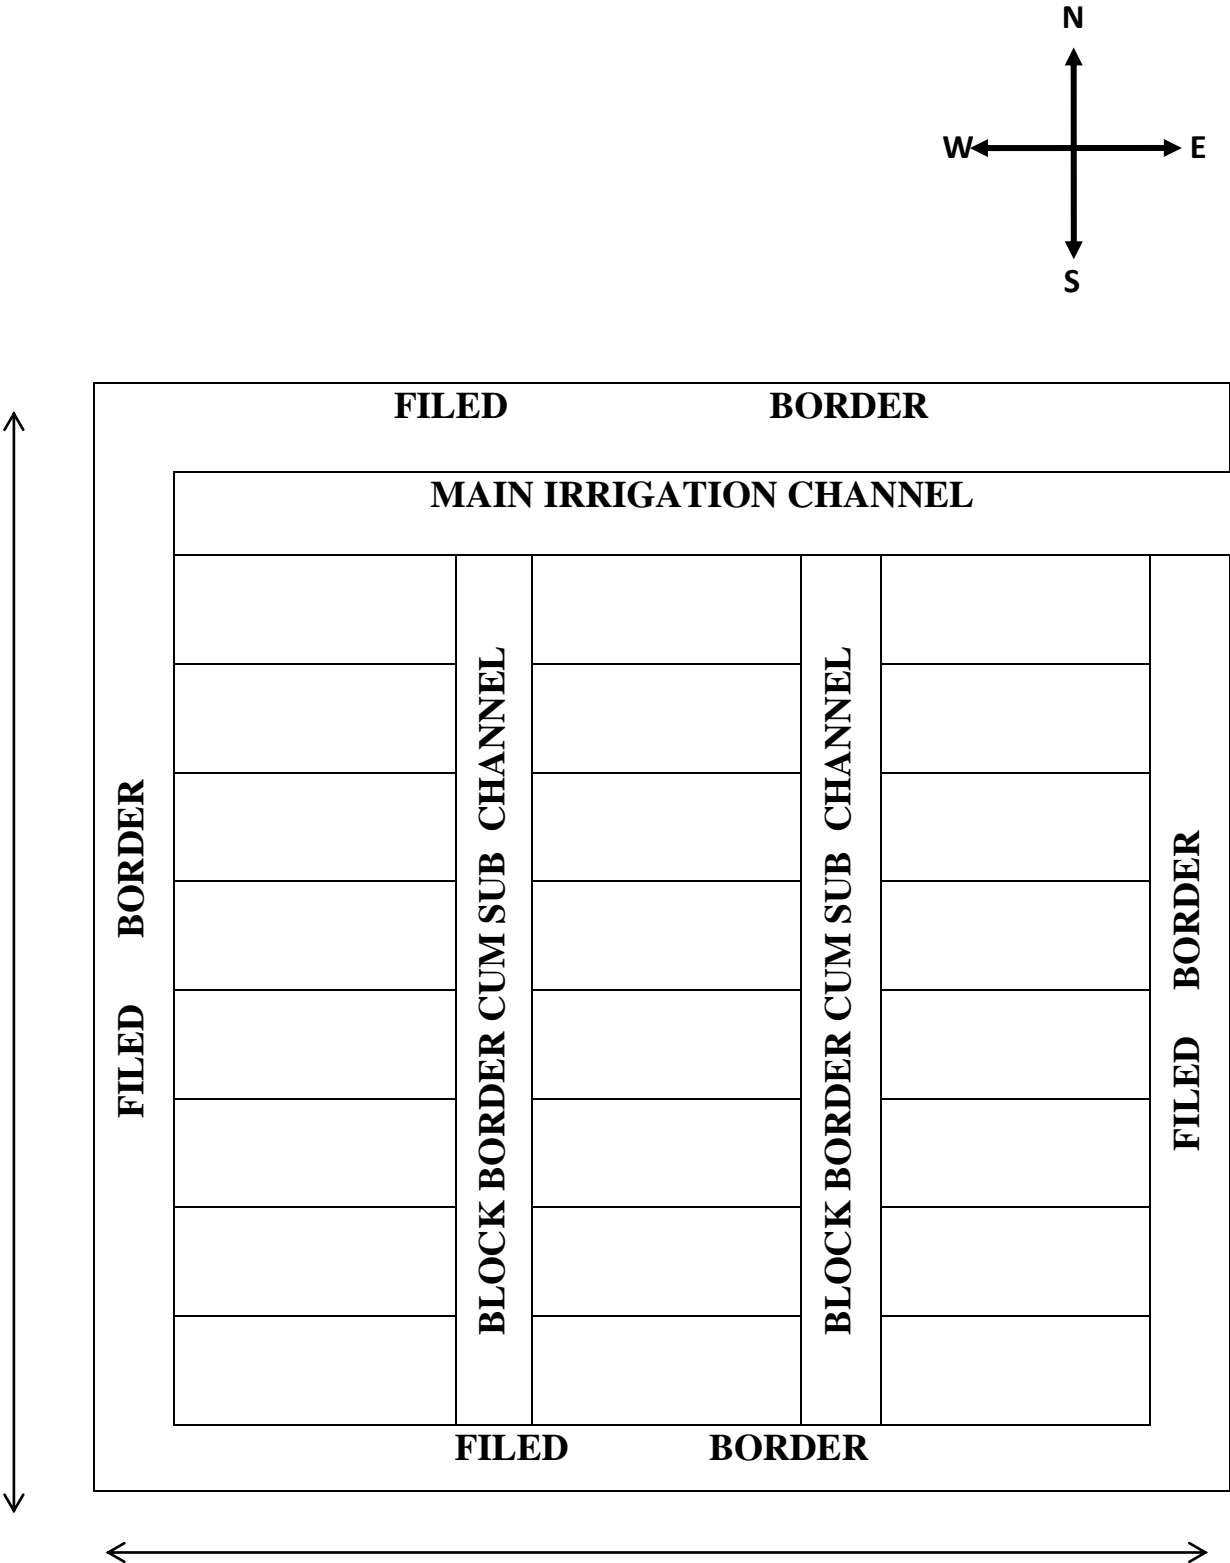 N
W E
S
FILED BORDER
MAIN IRRIGATION CHANNEL
FILED BORDER
BLOCK BORDER CUM SUB CHANNEL
BLOCK BORDER CUM SUB CHANNEL
FILED BORDER
FILED BORDER